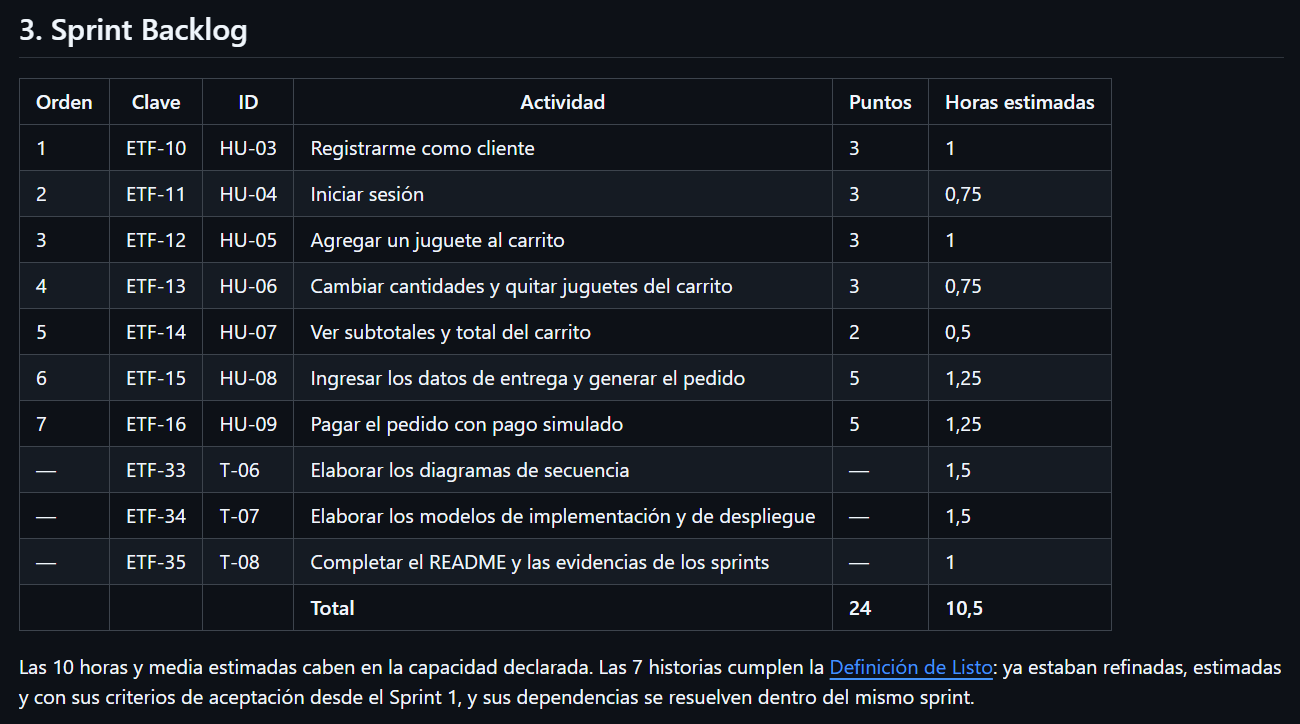 3. Sprint Backlog
Orden Clave ID Actividad Puntos Horas estimadas
1 ETF-10 HU-03 Registrarme como cliente 3 1
2 ETF-11 HU-04 Iniciar sesión 3 0,75
3 ETF-12 HU-05 Agregar un juguete al carrito 3 1
4 ETF-13 HU-06 Cambiar cantidades y quitar juguetes del carrito 3 0,75
5 ETF-14 HU-07 Ver subtotales y total del carrito 2 0,5
6 ETF-15 HU-08 Ingresar los datos de entrega y generar el pedido 5 1,25
7 ETF-16 HU-09 Pagar el pedido con pago simulado 5 1,25
— ETF-33 T-06 Elaborar los diagramas de secuencia — 1,5
— ETF-34 T-07 Elaborar los modelos de implementación y de despliegue — 1,5
— ETF-35 T-08 Completar el README y las evidencias de los sprints — 1
Total 24 10,5
Las 10 horas y media estimadas caben en la capacidad declarada. Las 7 historias cumplen la Definición de Listo: ya estaban refinadas, estimadas
y con sus criterios de aceptación desde el Sprint 1, y sus dependencias se resuelven dentro del mismo sprint.